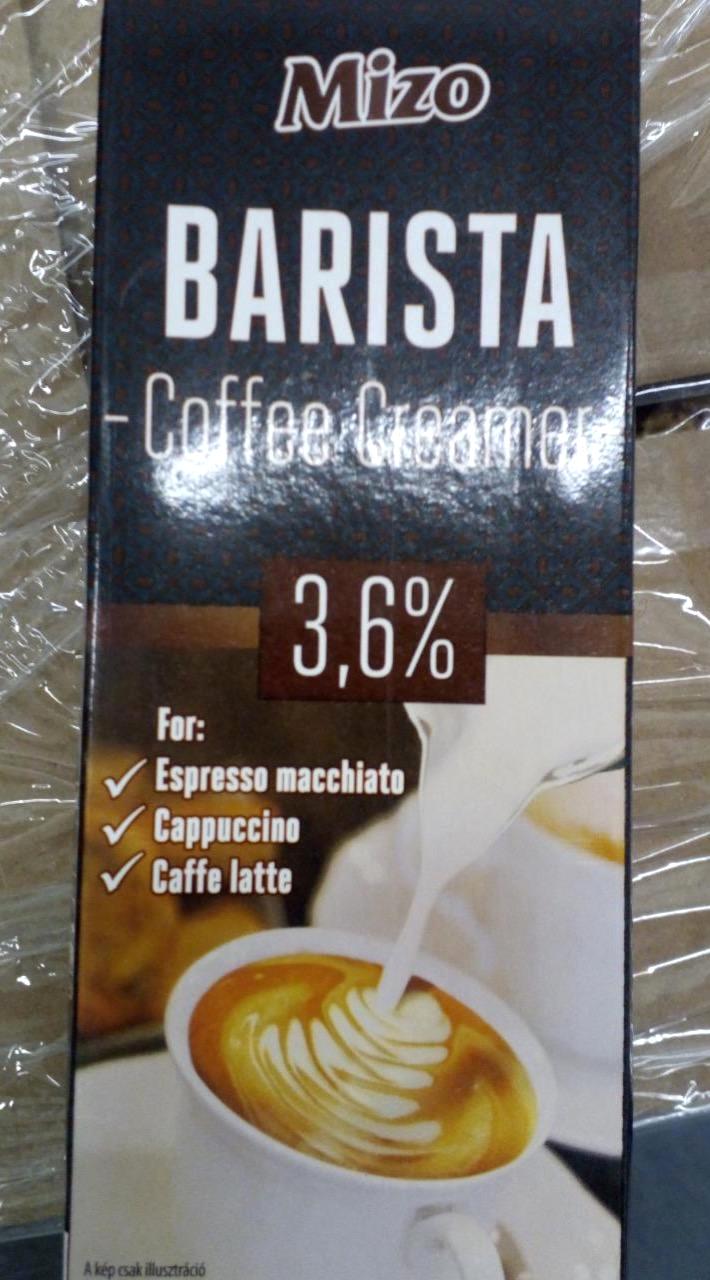 Mizo
BARISTA
- Coffee Creamer -
3,6%
For:
✓ Espresso macchiato
✓ Cappuccino
✓ Caffe latte
A kép csak illusztráció